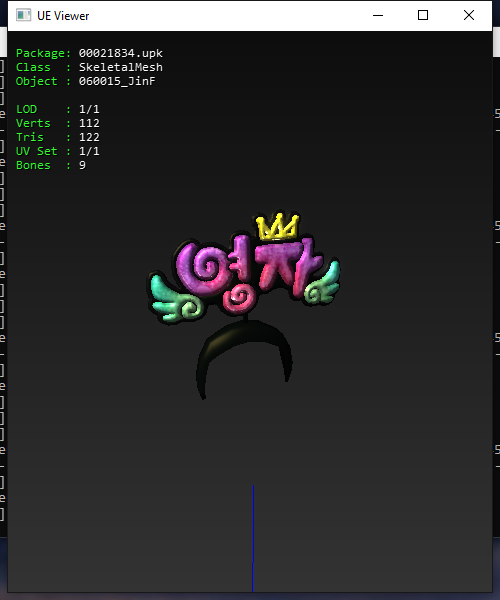 UE Viewer
Package: 00021834.upk
Class  : SkeletalMesh
Object : 060015_JinF
LOD    : 1/1
Verts  : 112
Tris   : 122
UV Set : 1/1
Bones  : 9
영자